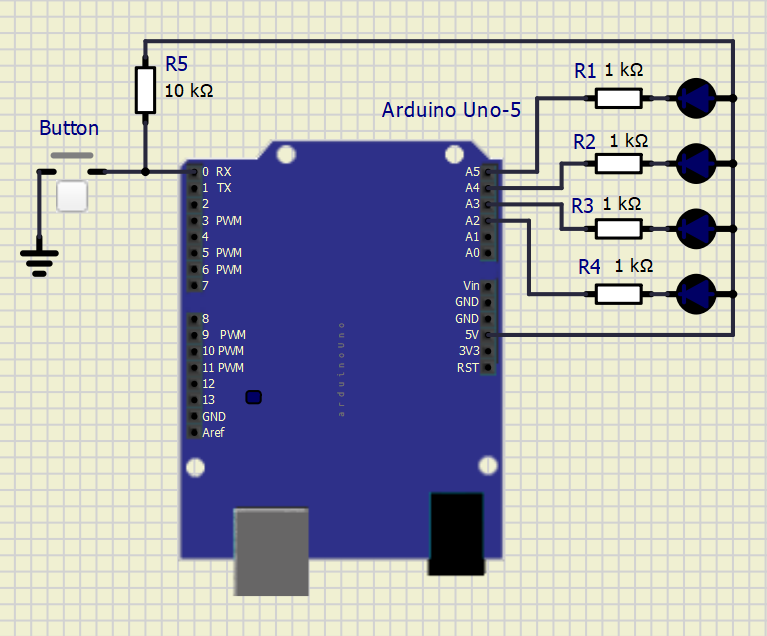 R5
10 kΩ
Button
Arduino Uno-5
R1 1 kΩ
R2 1 kΩ
R3 1 kΩ
R4 1 kΩ
0 RX
1 TX
2
3 PWM
4
5 PWM
6 PWM
7
8
9 PWM
10 PWM
11 PWM
12
13
GND
Aref
A5
A4
A3
A2
A1
A0
Vin
GND
GND
5V
3V3
RST
arduinoUno